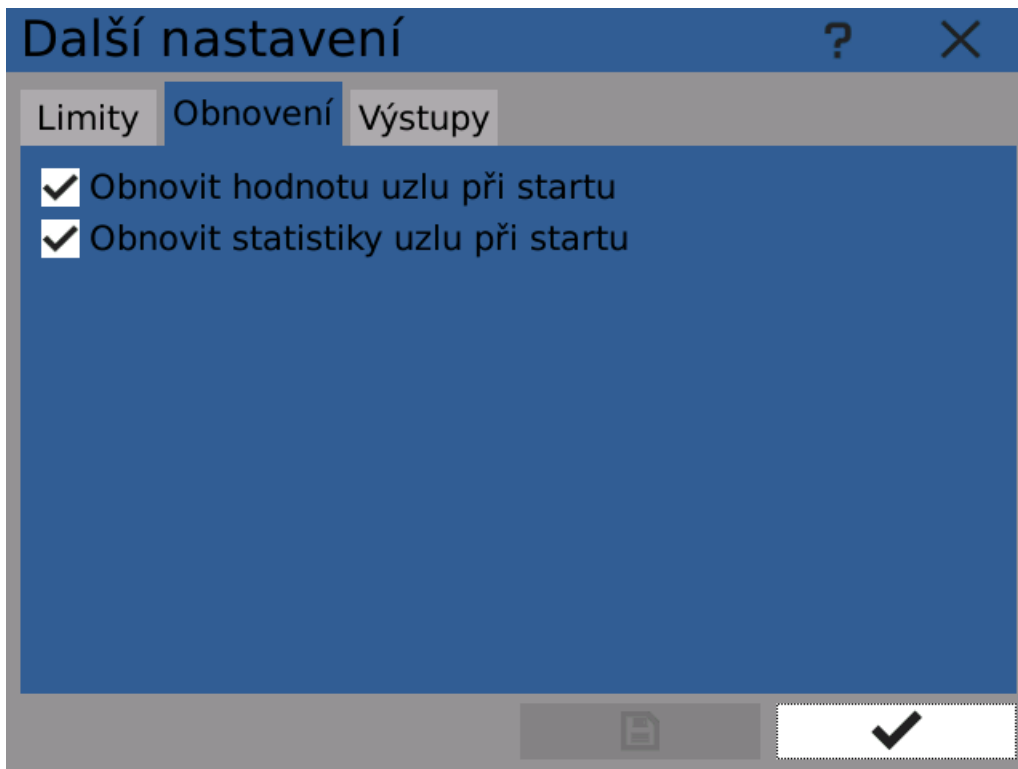 Další nastavení ?
Limity Obnovení Výstupy
Obnovit hodnotu uzlu při startu
Obnovit statistiky uzlu při startu